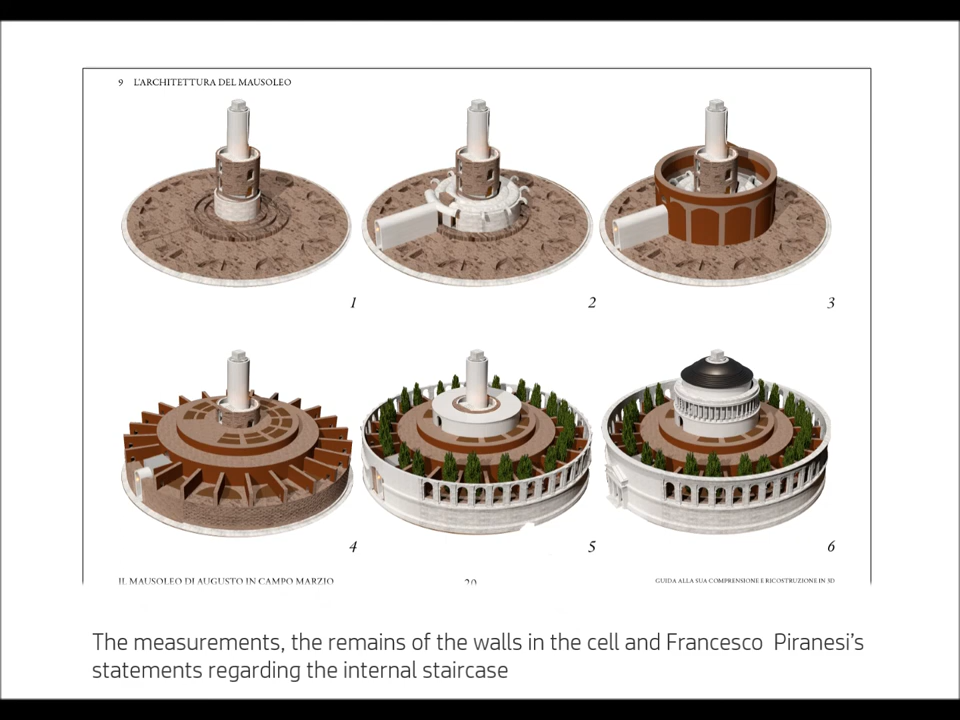 9 L'ARCHITETTURA DEL MAUSOLEO
1
2
3
4
5
6
IL MAUSOLEO DI AUGUSTO IN CAMPO MARZIO
20
GUIDA ALLA SUA COMPRENSIONE E RICOSTRUZIONE IN 3D
The measurements, the remains of the walls in the cell and Francesco Piranesi's
statements regarding the internal staircase